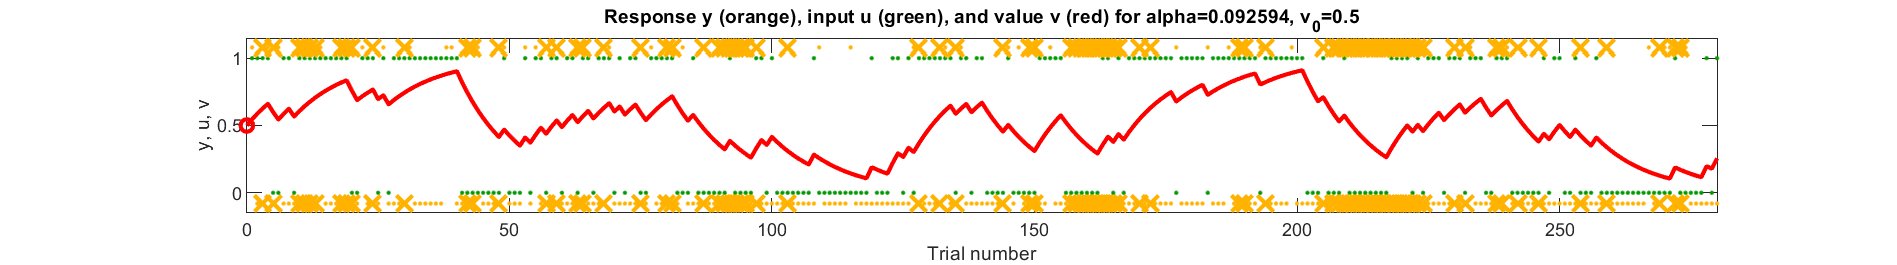 Response y (orange), input u (green), and value v (red) for alpha=0.092594, v0=0.5
y, u, v
1
0.5
0
0 50 100 150 200 250
Trial number